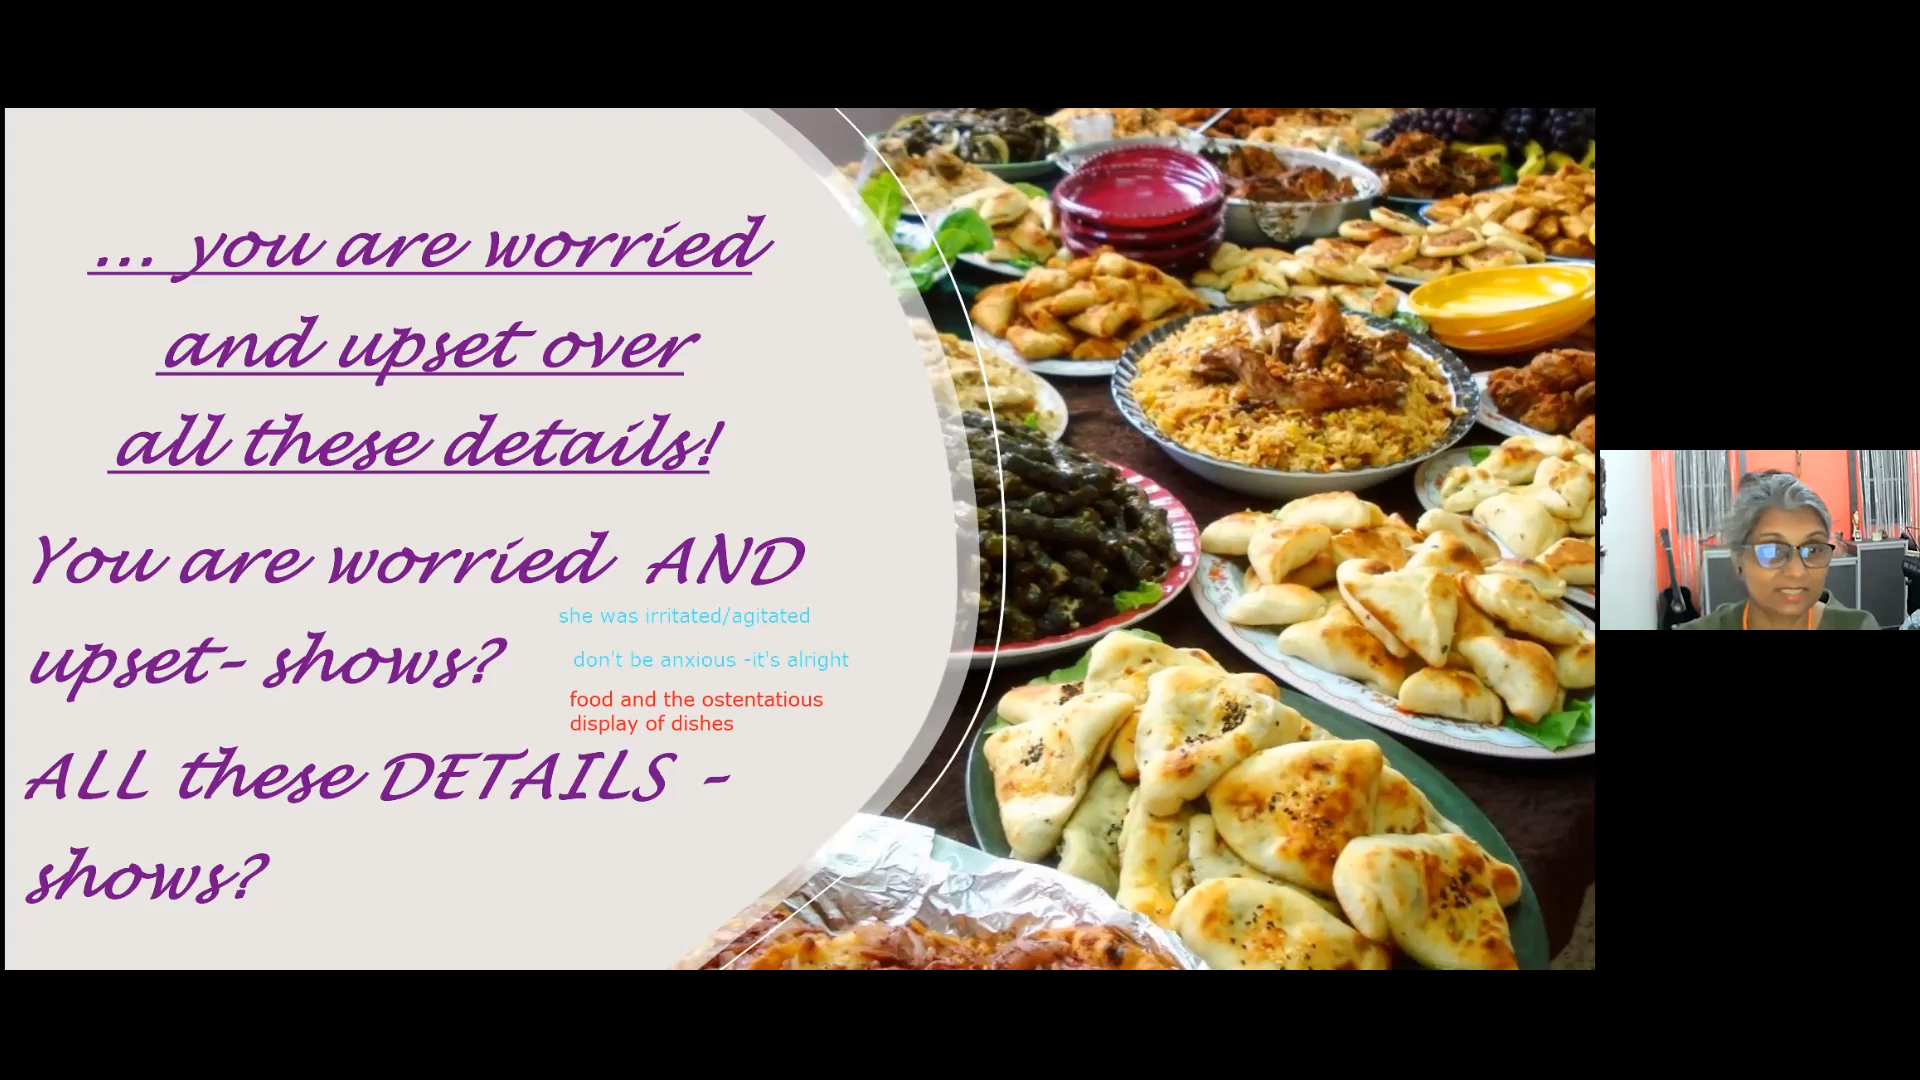 ... you are worried
and upset over
all these details!
You are worried AND
she was irritated/agitated
upset- shows?
don't be anxious -it's alright
food and the ostentatious
display of dishes
ALL these DETAILS -
shows?